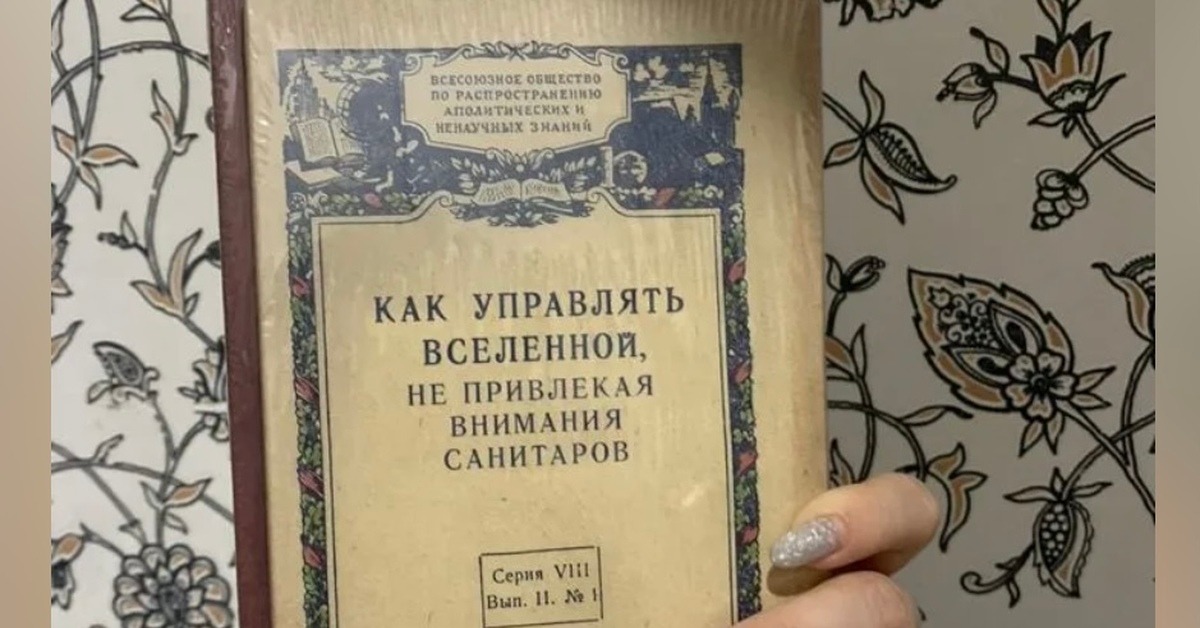 ВСЕСОЮЗНОЕ ОБЩЕСТВО
ПО РАСПРОСТРАНЕНИЮ
АПОЛИТИЧЕСКИХ И
НЕНАУЧНЫХ ЗНАНИЙ
КАК УПРАВЛЯТЬ
ВСЕЛЕННОЙ,
НЕ ПРИВЛЕКАЯ
ВНИМАНИЯ
САНИТАРОВ
Серия VIII
Вып. II. № 1